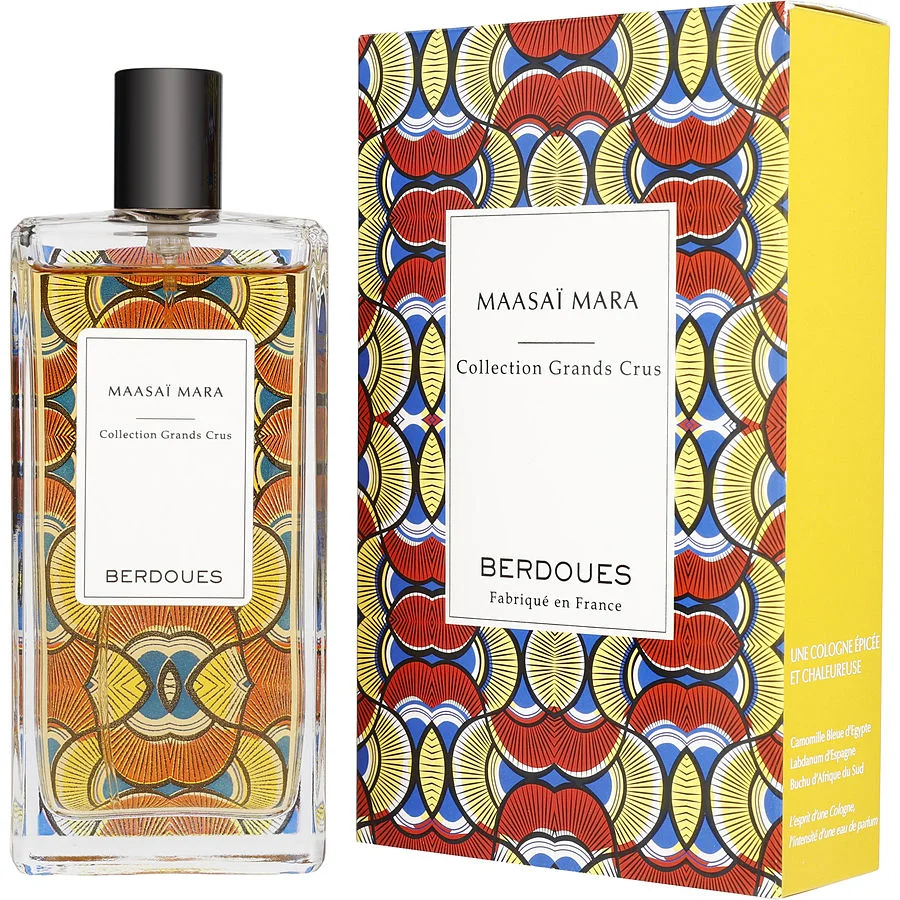 MAASAÏ MARA
Collection Grands Crus
BERDOUES
MAASAÏ MARA
Collection Grands Crus
BERDOUES
Fabriqué en France
UNE COLOGNE ÉPICÉE
ET CHALEUREUSE
Camomille Bleue d'Egypte
Labdanum d'Espagne
Buchu d'Afrique du Sud
L'esprit d'une Cologne,
l'intensité d'une eau de parfum